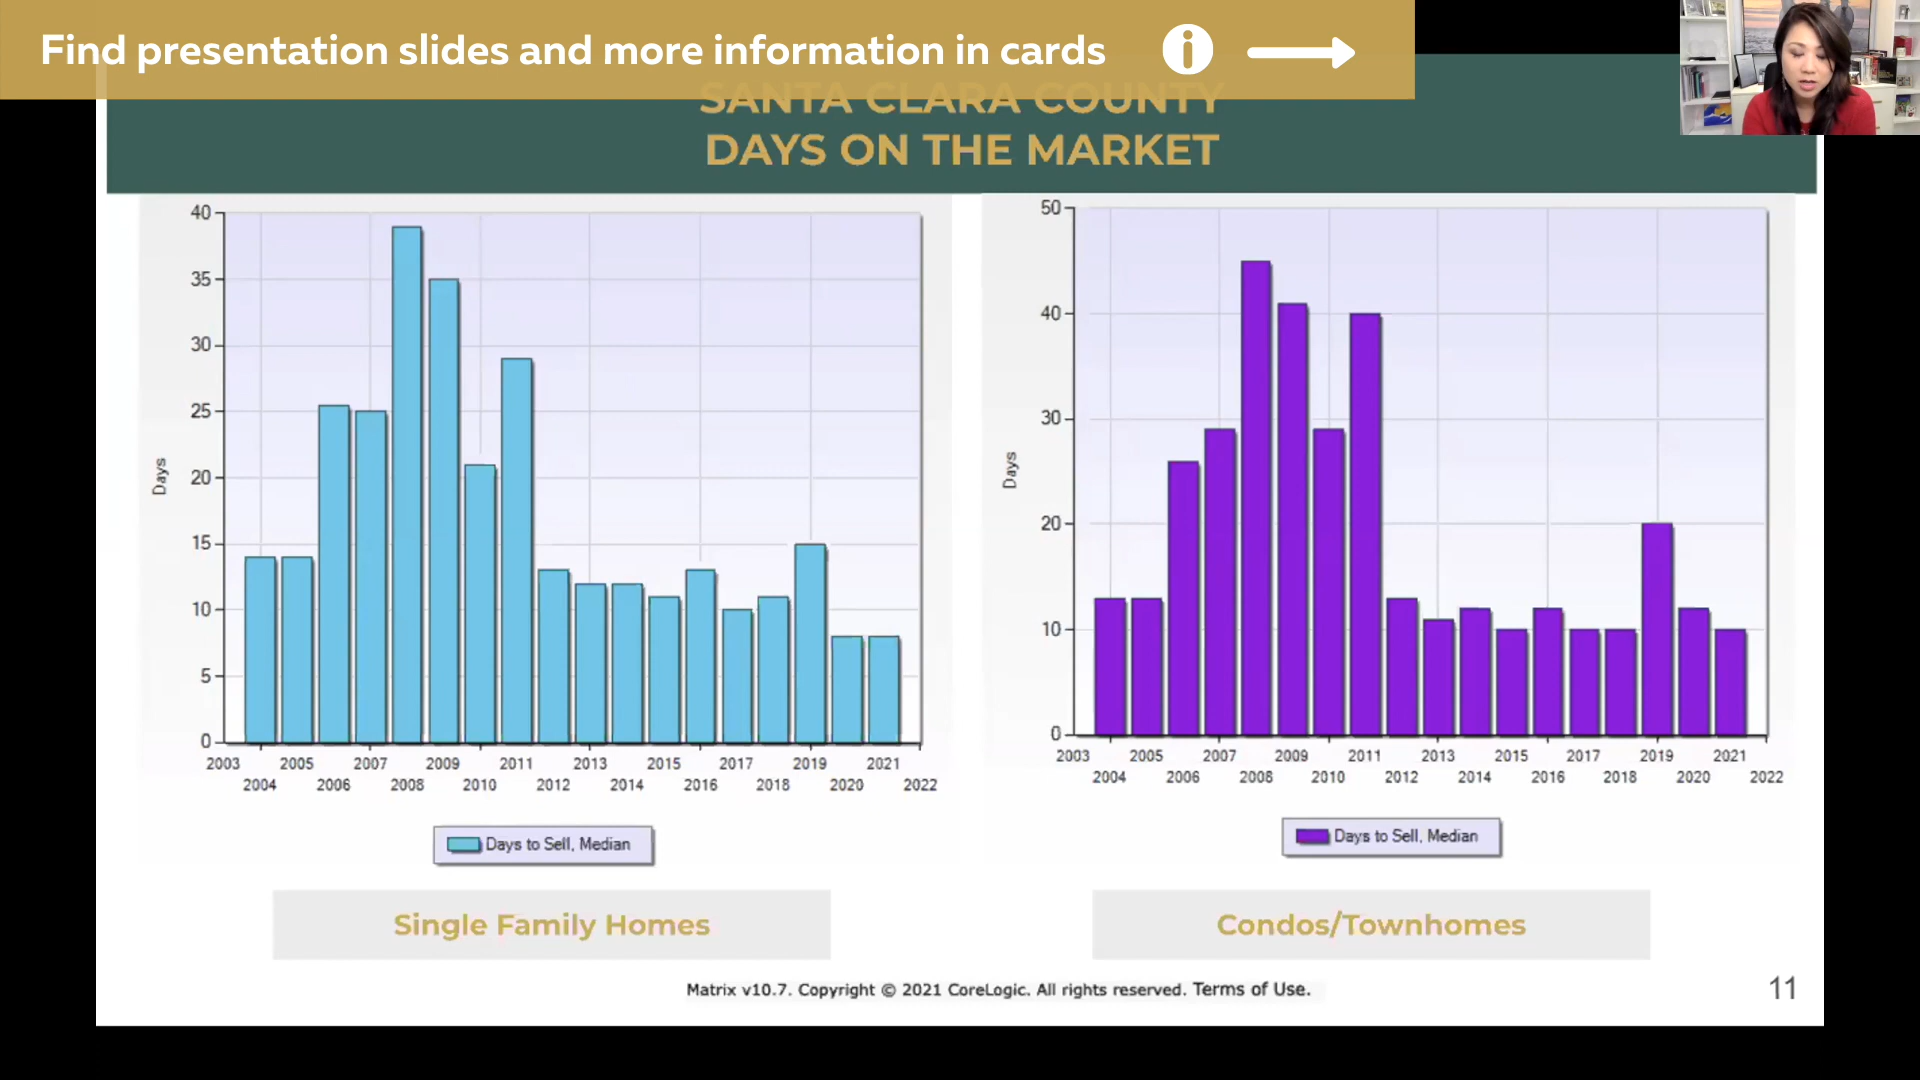 Find presentation slides and more information in cards
SANTA CLARA COUNTY
DAYS ON THE MARKET
40
35
30
25
20
15
10
5
0
Days
2003 2005 2007 2009 2011 2013 2015 2017 2019 2021
2004 2006 2008 2010 2012 2014 2016 2018 2020 2022
Days to Sell, Median
Single Family Homes
50
40
30
20
10
0
Days
2003 2005 2007 2009 2011 2013 2015 2017 2019 2021
2004 2006 2008 2010 2012 2014 2016 2018 2020 2022
Days to Sell, Median
Condos/Townhomes
Matrix v10.7. Copyright © 2021 CoreLogic. All rights reserved. Terms of Use.
11